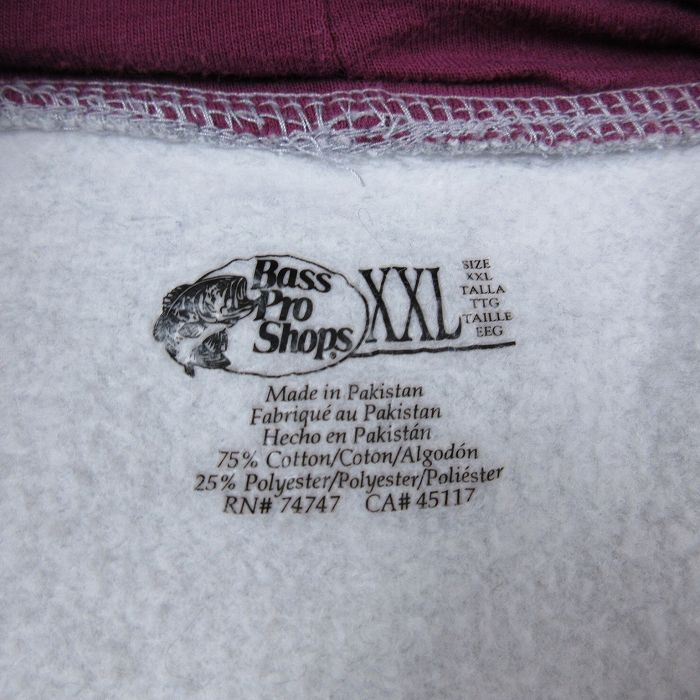 Bass
Pro
Shops
XXL
SIZE
XXL
TALLA
TTG
TAILLE
EEG
Made in Pakistan
Fabriqué au Pakistan
Hecho en Pakistán
75% Cotton/Coton/Algodón
25% Polyester/Polyester/Poliéster
RN# 74747 CA# 45117